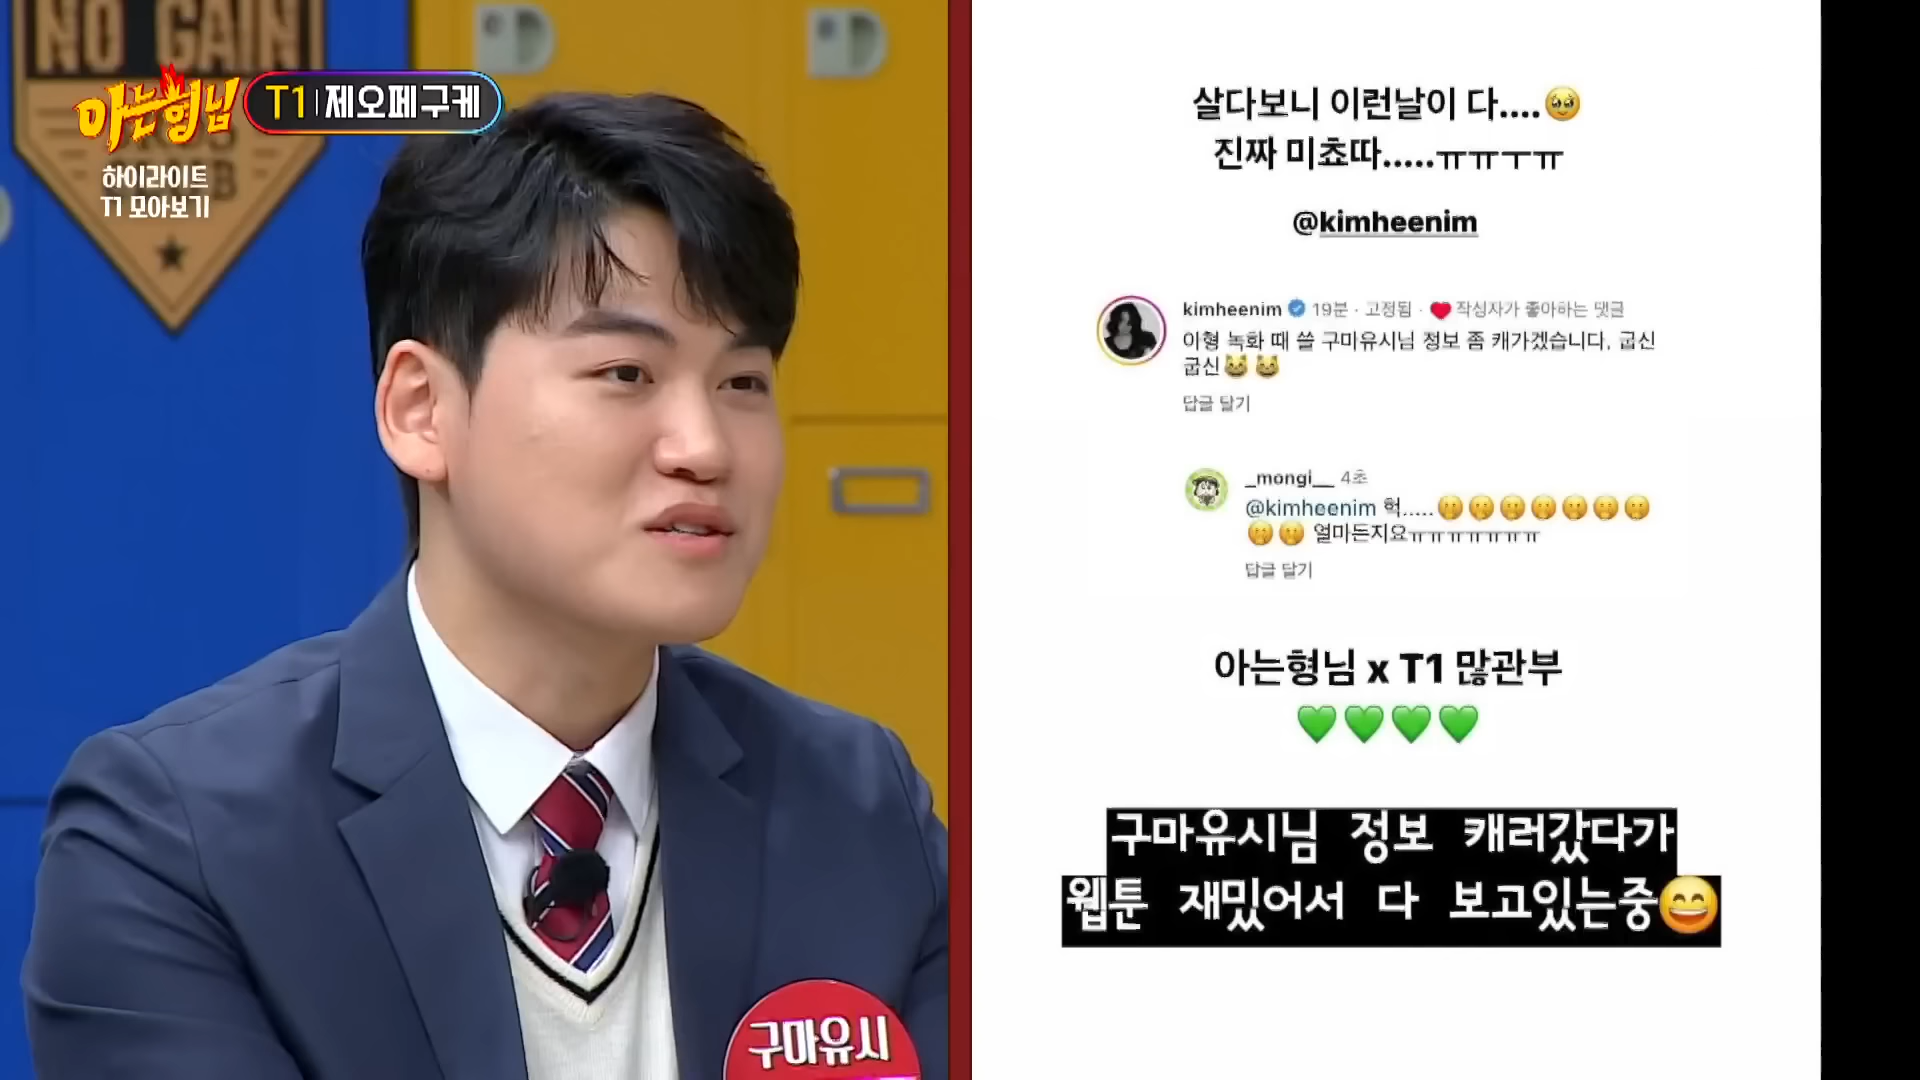 NO GAIN
아는형님
T1 제오페구케
하이라이트
T1 모아보기
구마유시
살다보니 이런날이 다....🥹
진짜 미쵸따.....ㅠㅠㅜㅠ
@kimheenim
kimheenim 19분 · 고정됨 · ❤️ 작성자가 좋아하는 댓글
이형 녹화 때 쓸 구마유시님 정보 좀 캐가겠습니다, 굽신
굽신😸😸
답글 달기
_mongi__ 4초
@kimheenim 헉.....🤭🤭🤭🤭🤭🤭🤭
🤭🤭 얼마든지요ㅠㅠㅠㅠㅠㅠㅠ
답글 달기
아는형님 x T1 많관부
💚💚💚💚
구마유시님 정보 캐러갔다가
웹툰 재밌어서 다 보고있는중😄